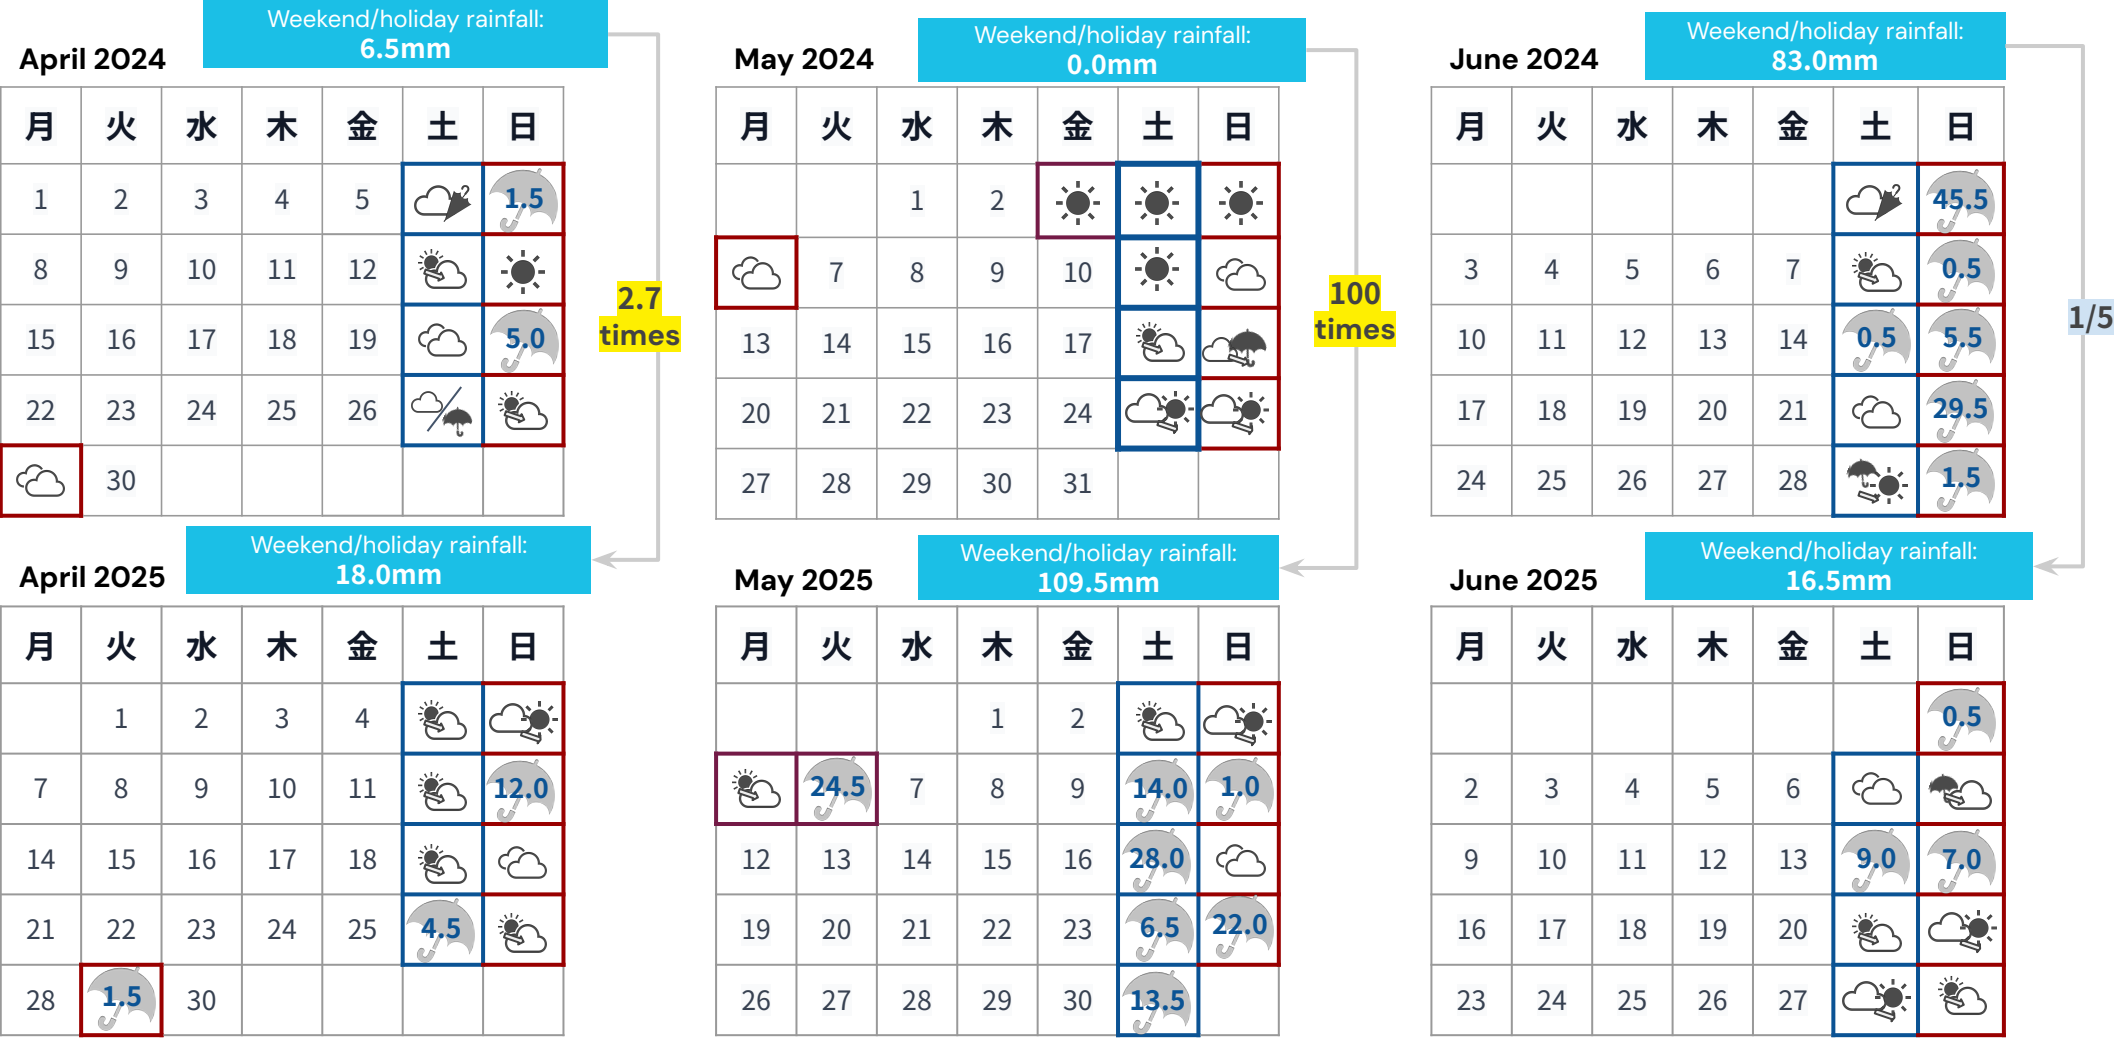 Weekend/holiday rainfall:
6.5mm
April 2024
月 火 水 木 金 土 日
1 2 3 4 5 1.5
8 9 10 11 12
15 16 17 18 19 5.0
22 23 24 25 26
30
2.7
times
Weekend/holiday rainfall:
0.0mm
May 2024
月 火 水 木 金 土 日
1 2
7 8 9 10
13 14 15 16 17
20 21 22 23 24
27 28 29 30 31
100
times
Weekend/holiday rainfall:
83.0mm
June 2024
月 火 水 木 金 土 日
45.5
3 4 5 6 7 0.5
10 11 12 13 14 0.5 5.5
17 18 19 20 21 29.5
24 25 26 27 28 1.5
1/5
Weekend/holiday rainfall:
18.0mm
April 2025
月 火 水 木 金 土 日
1 2 3 4
7 8 9 10 11 12.0
14 15 16 17 18
21 22 23 24 25 4.5
28 1.5 30
Weekend/holiday rainfall:
109.5mm
May 2025
月 火 水 木 金 土 日
1 2
24.5 7 8 9 14.0 1.0
12 13 14 15 16 28.0
19 20 21 22 23 6.5 22.0
26 27 28 29 30 13.5
Weekend/holiday rainfall:
16.5mm
June 2025
月 火 水 木 金 土 日
0.5
2 3 4 5 6
9 10 11 12 13 9.0 7.0
16 17 18 19 20
23 24 25 26 27